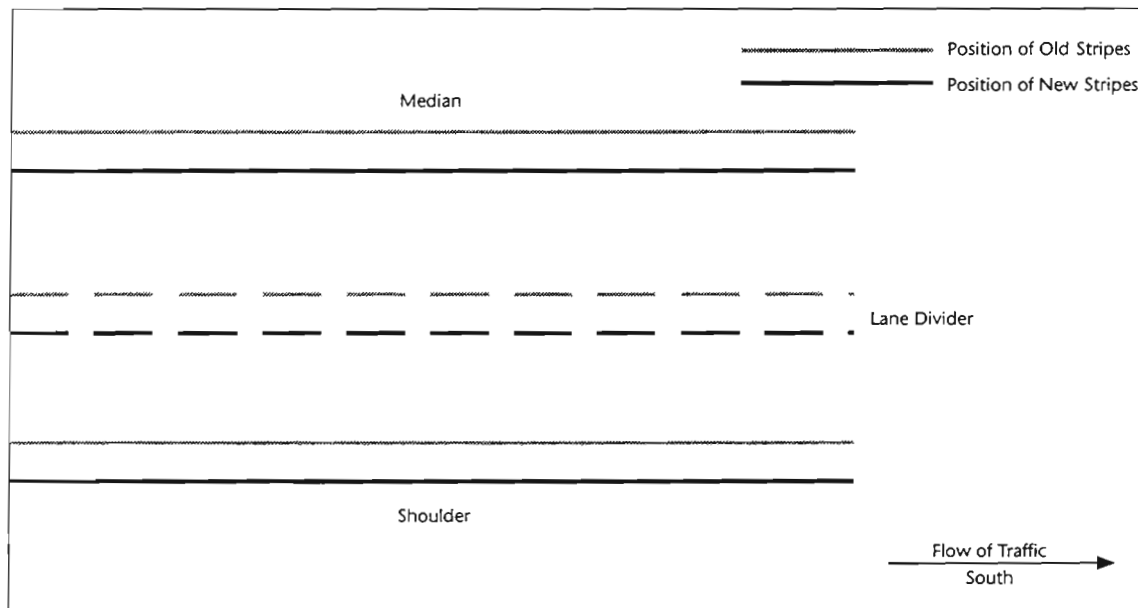 Position of Old Stripes
Position of New Stripes
Median
Lane Divider
Shoulder
Flow of Traffic
South